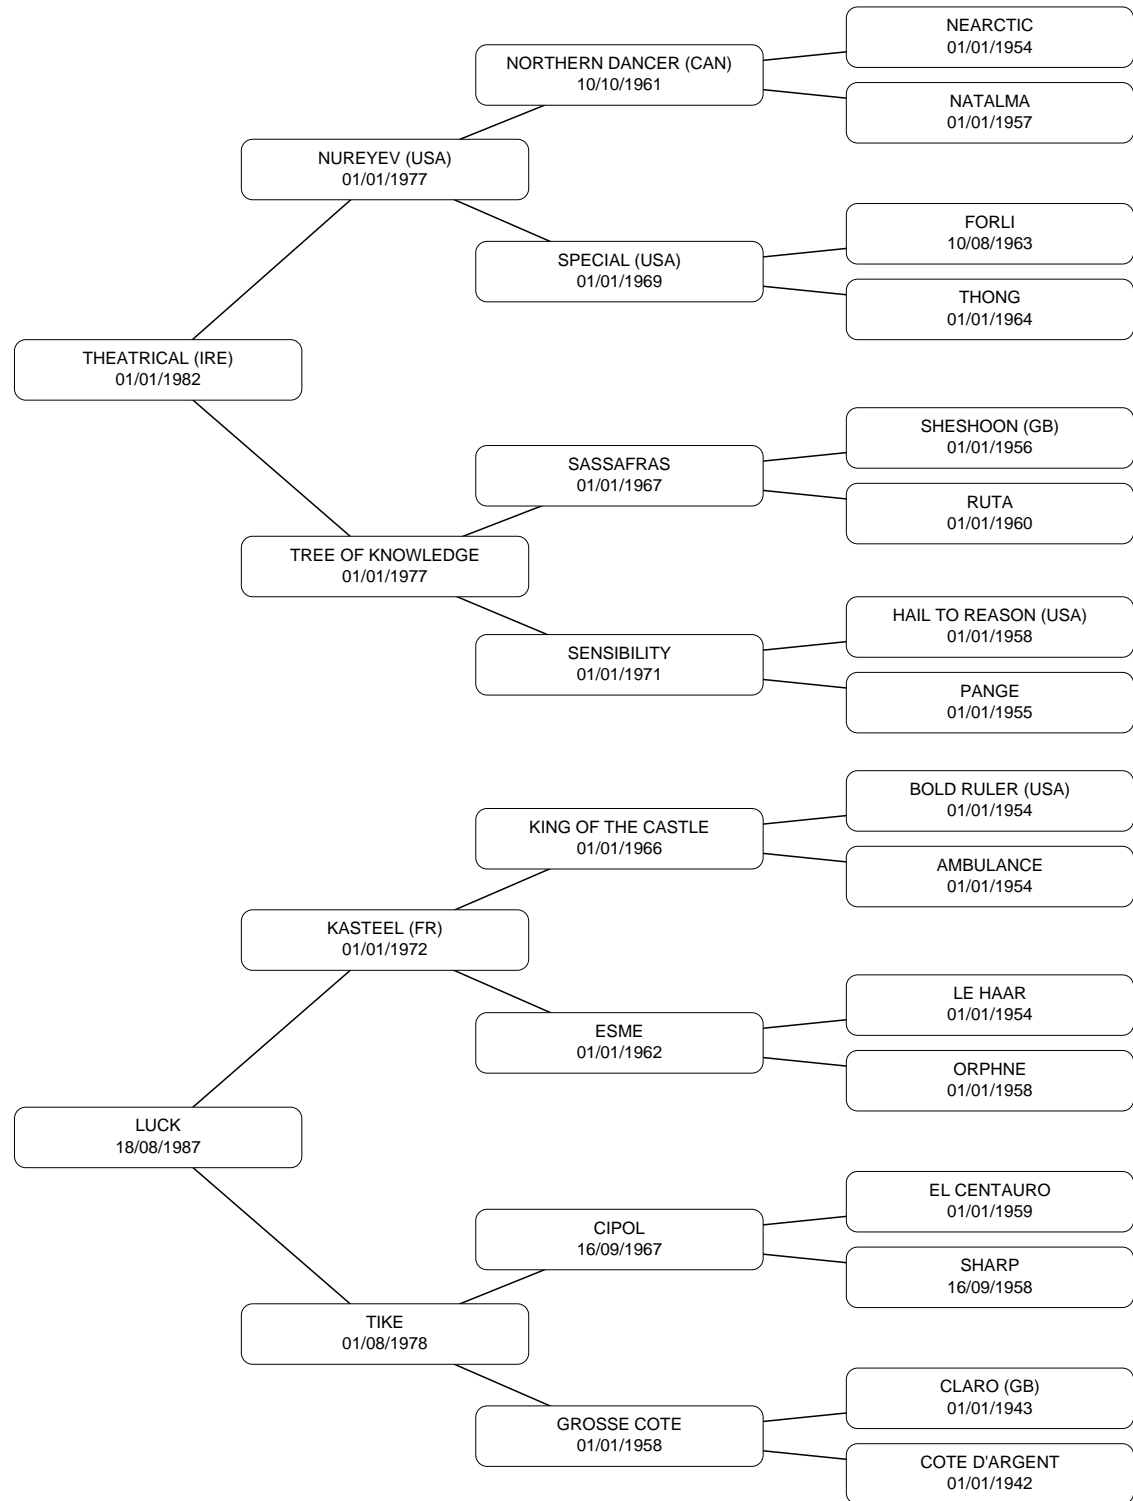 NEARCTIC
01/01/1954
NORTHERN DANCER (CAN)
10/10/1961
NATALMA
01/01/1957
NUREYEV (USA)
01/01/1977
FORLI
10/08/1963
SPECIAL (USA)
01/01/1969
THONG
01/01/1964
THEATRICAL (IRE)
01/01/1982
SHESHOON (GB)
01/01/1956
SASSAFRAS
01/01/1967
RUTA
01/01/1960
TREE OF KNOWLEDGE
01/01/1977
HAIL TO REASON (USA)
01/01/1958
SENSIBILITY
01/01/1971
PANGE
01/01/1955
BOLD RULER (USA)
01/01/1954
KING OF THE CASTLE
01/01/1966
AMBULANCE
01/01/1954
KASTEEL (FR)
01/01/1972
LE HAAR
01/01/1954
ESME
01/01/1962
ORPHNE
01/01/1958
LUCK
18/08/1987
EL CENTAURO
01/01/1959
CIPOL
16/09/1967
SHARP
16/09/1958
TIKE
01/08/1978
CLARO (GB)
01/01/1943
GROSSE COTE
01/01/1958
COTE D'ARGENT
01/01/1942